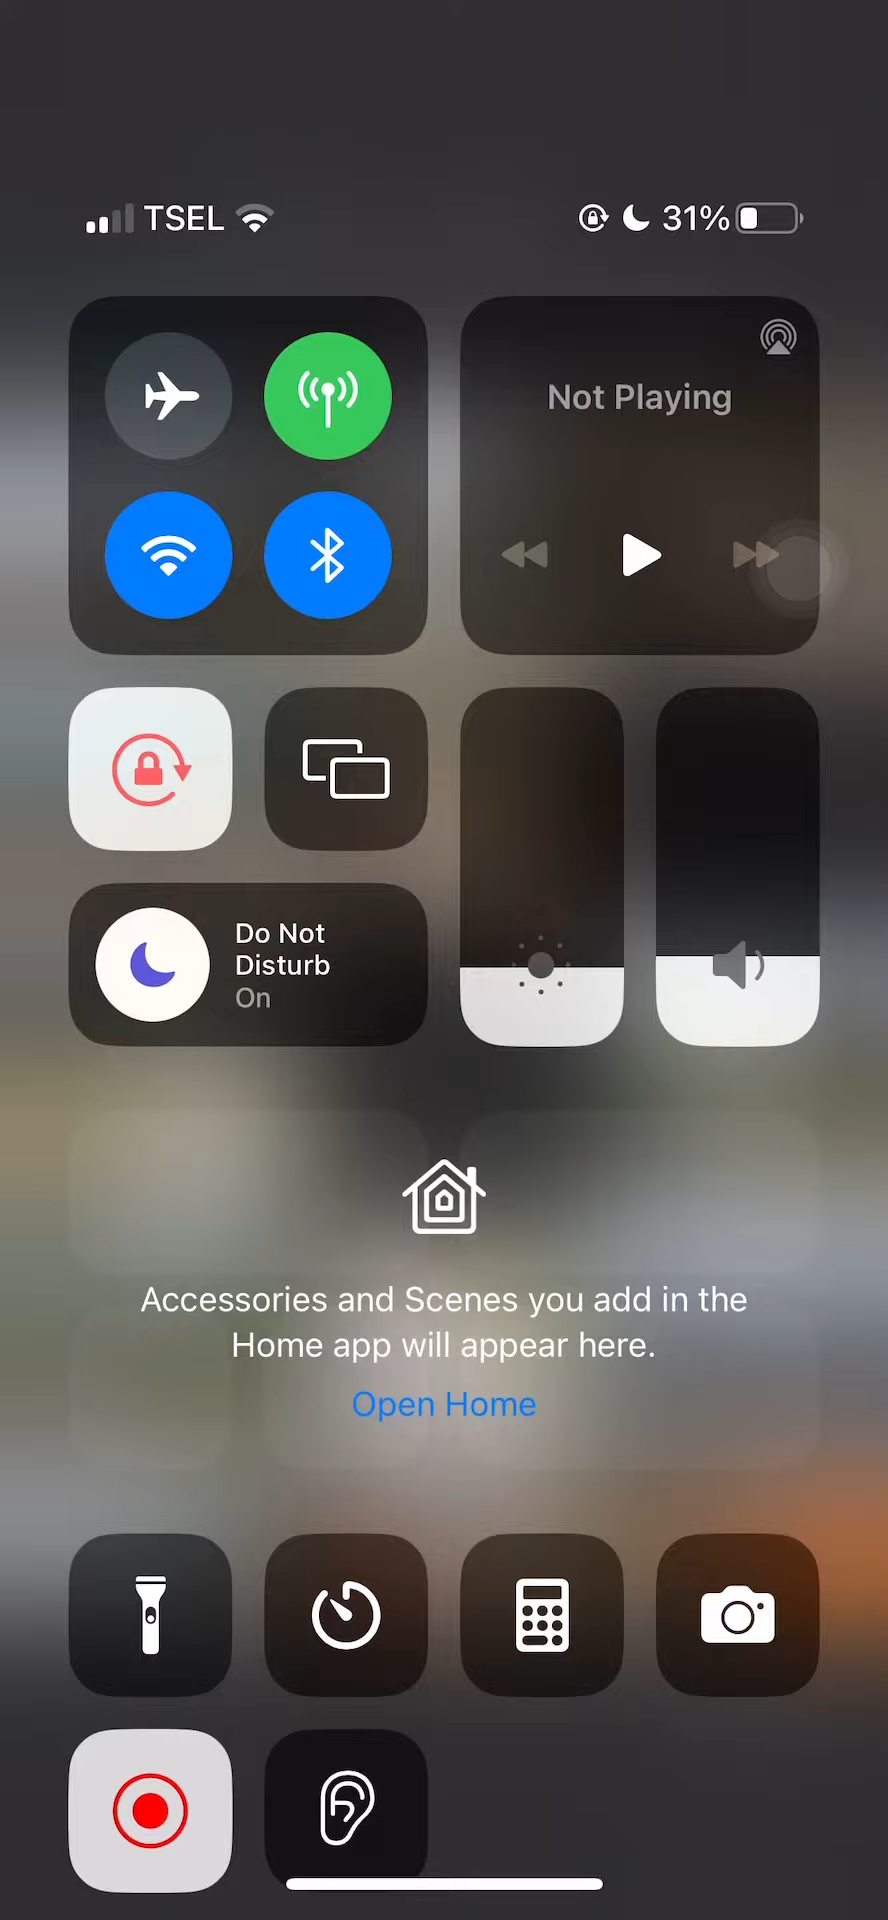 TSEL
31%
Not Playing
Do Not
Disturb
On
Accessories and Scenes you add in the
Home app will appear here.
Open Home